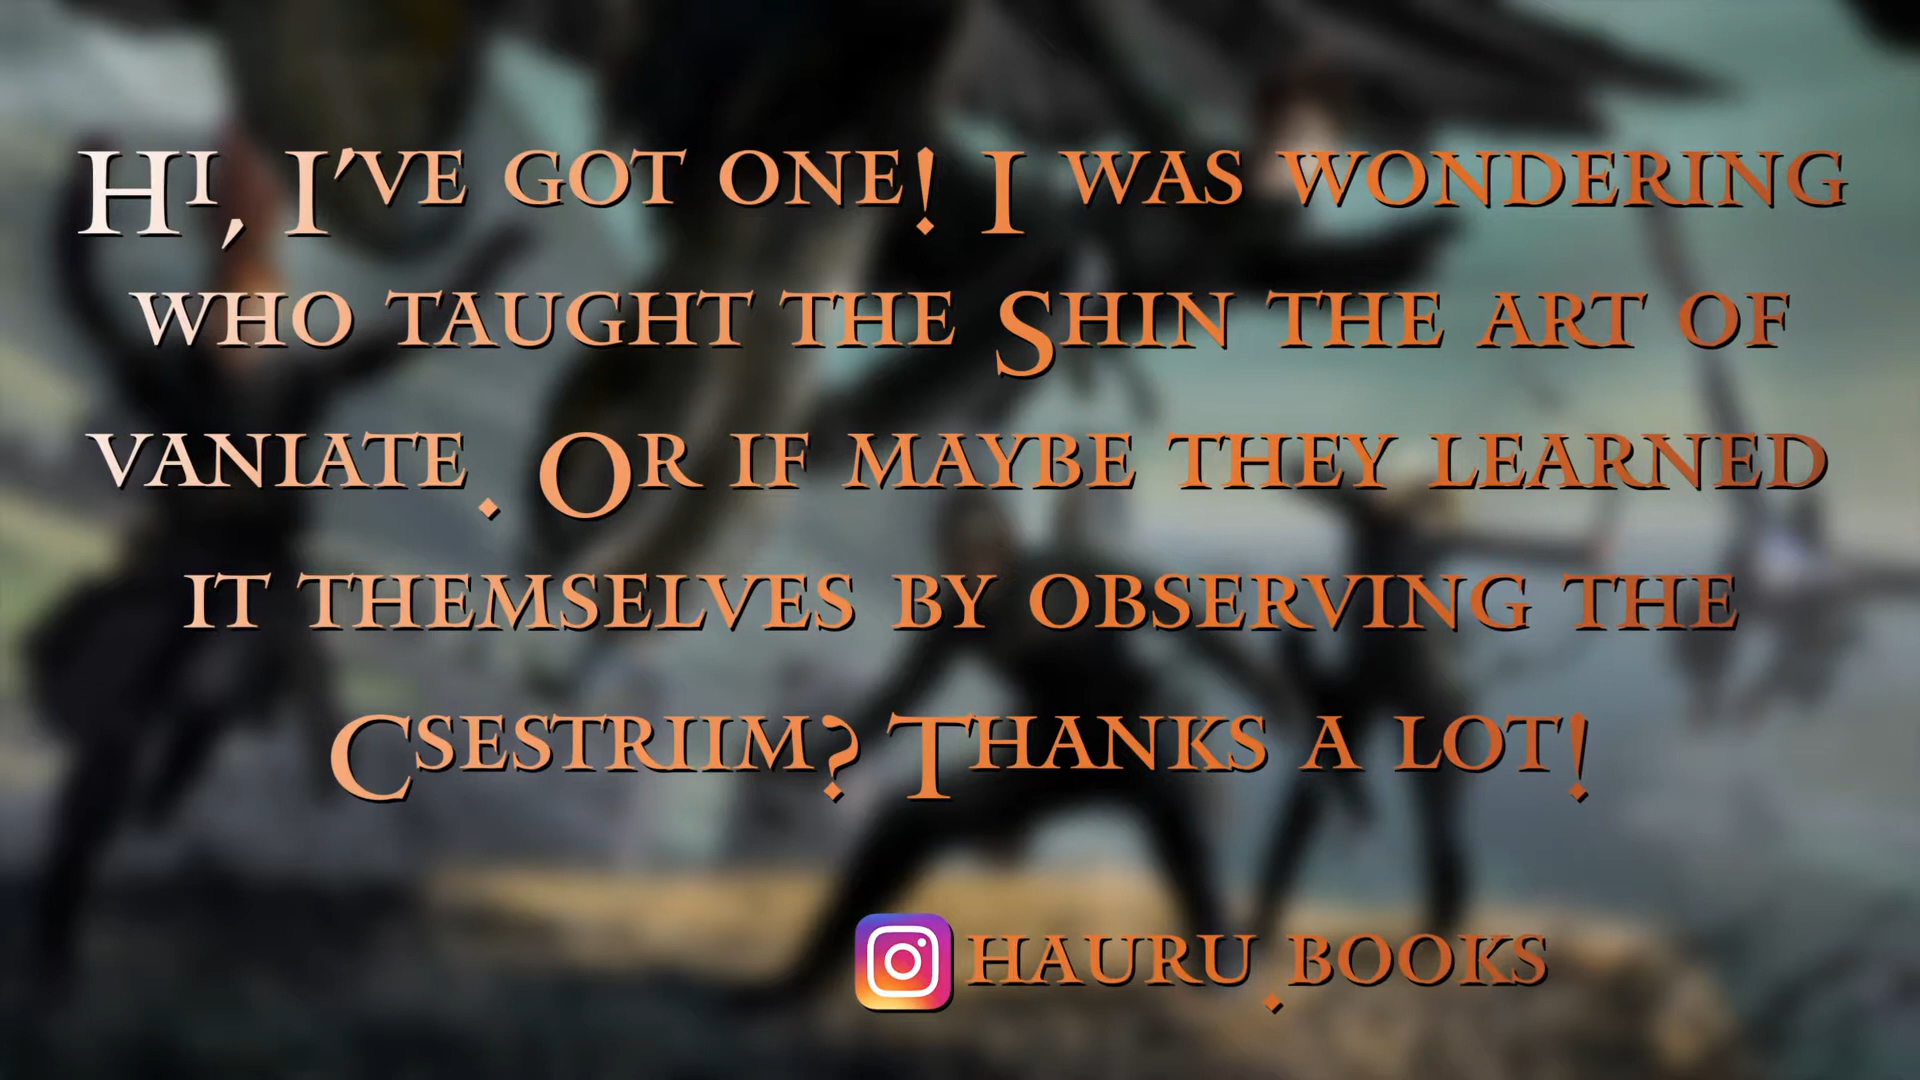 Hi, I've got one! I was wondering
who taught the Shin the art of
vaniate. Or if maybe they learned
it themselves by observing the
Csestriim? Thanks a lot!
hauru.books